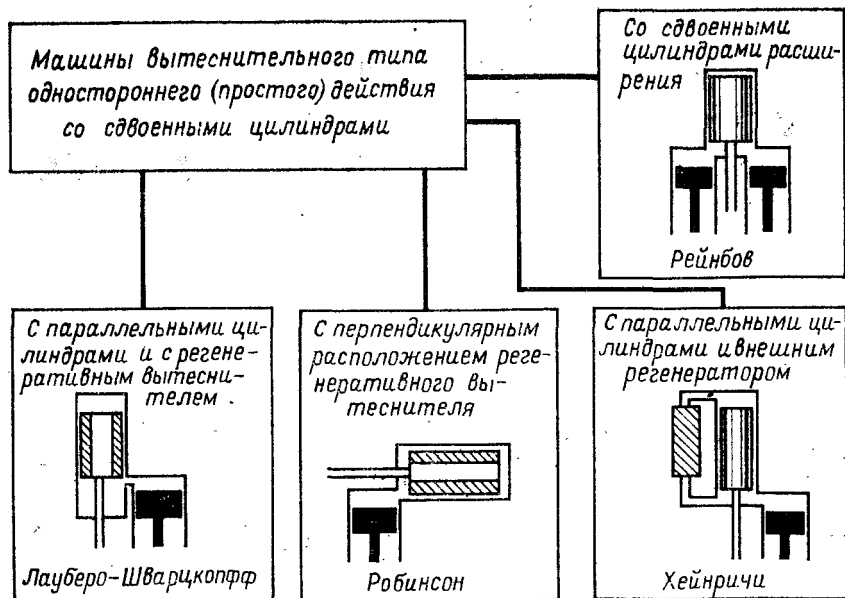 Машины вытеснительного типа
одностороннего (простого) действия
со сдвоенными цилиндрами
Со сдвоенными
цилиндрами расши-
рения
Рейнбов
С параллельными ци-
линдрами и с регене-
ративным вытесни-
телем
Лауберо-Шварцкопфф
С перпендикулярным
расположением реге-
неративного вы-
теснителя
Робинсон
С параллельными ци-
линдрами и внешним
регенератором
Хейнричи